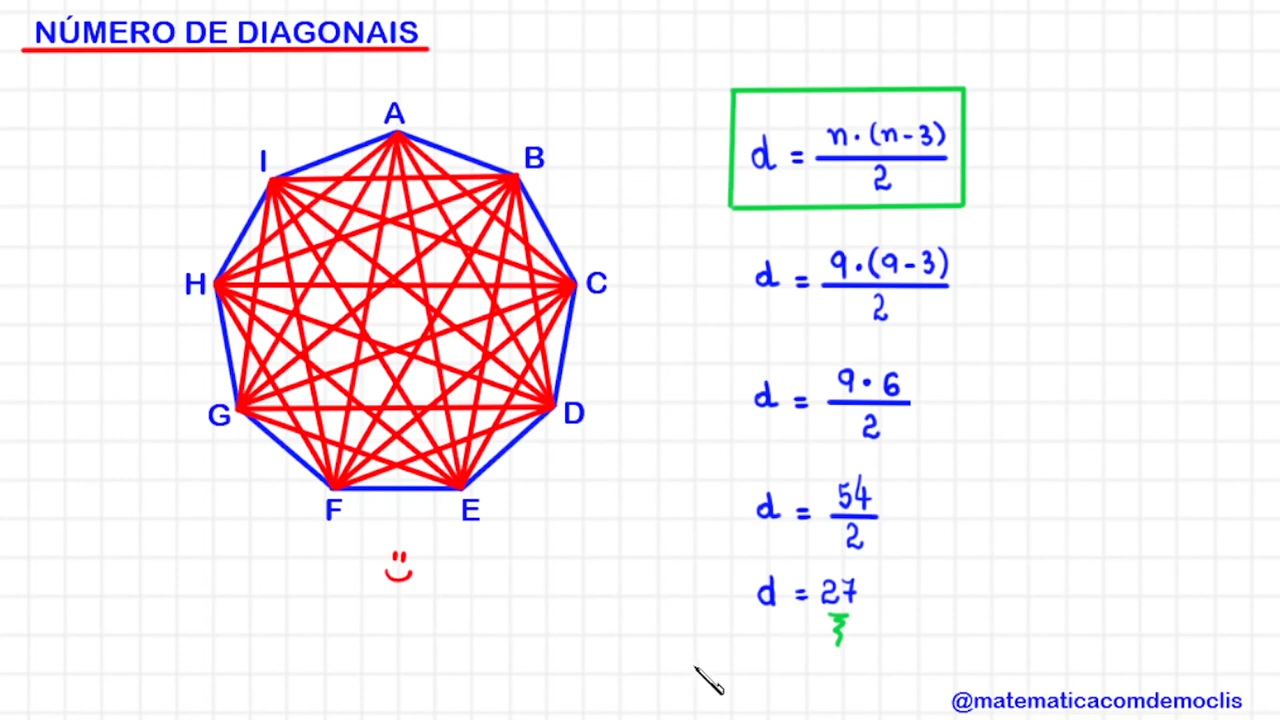 NÚMERO DE DIAGONAIS
A
I
B
H
C
G
D
F
E
d = n·(n-3)/2
d = 9·(9-3)/2
d = 9·6/2
d = 54/2
d = 27
@matematicacomdemoclis